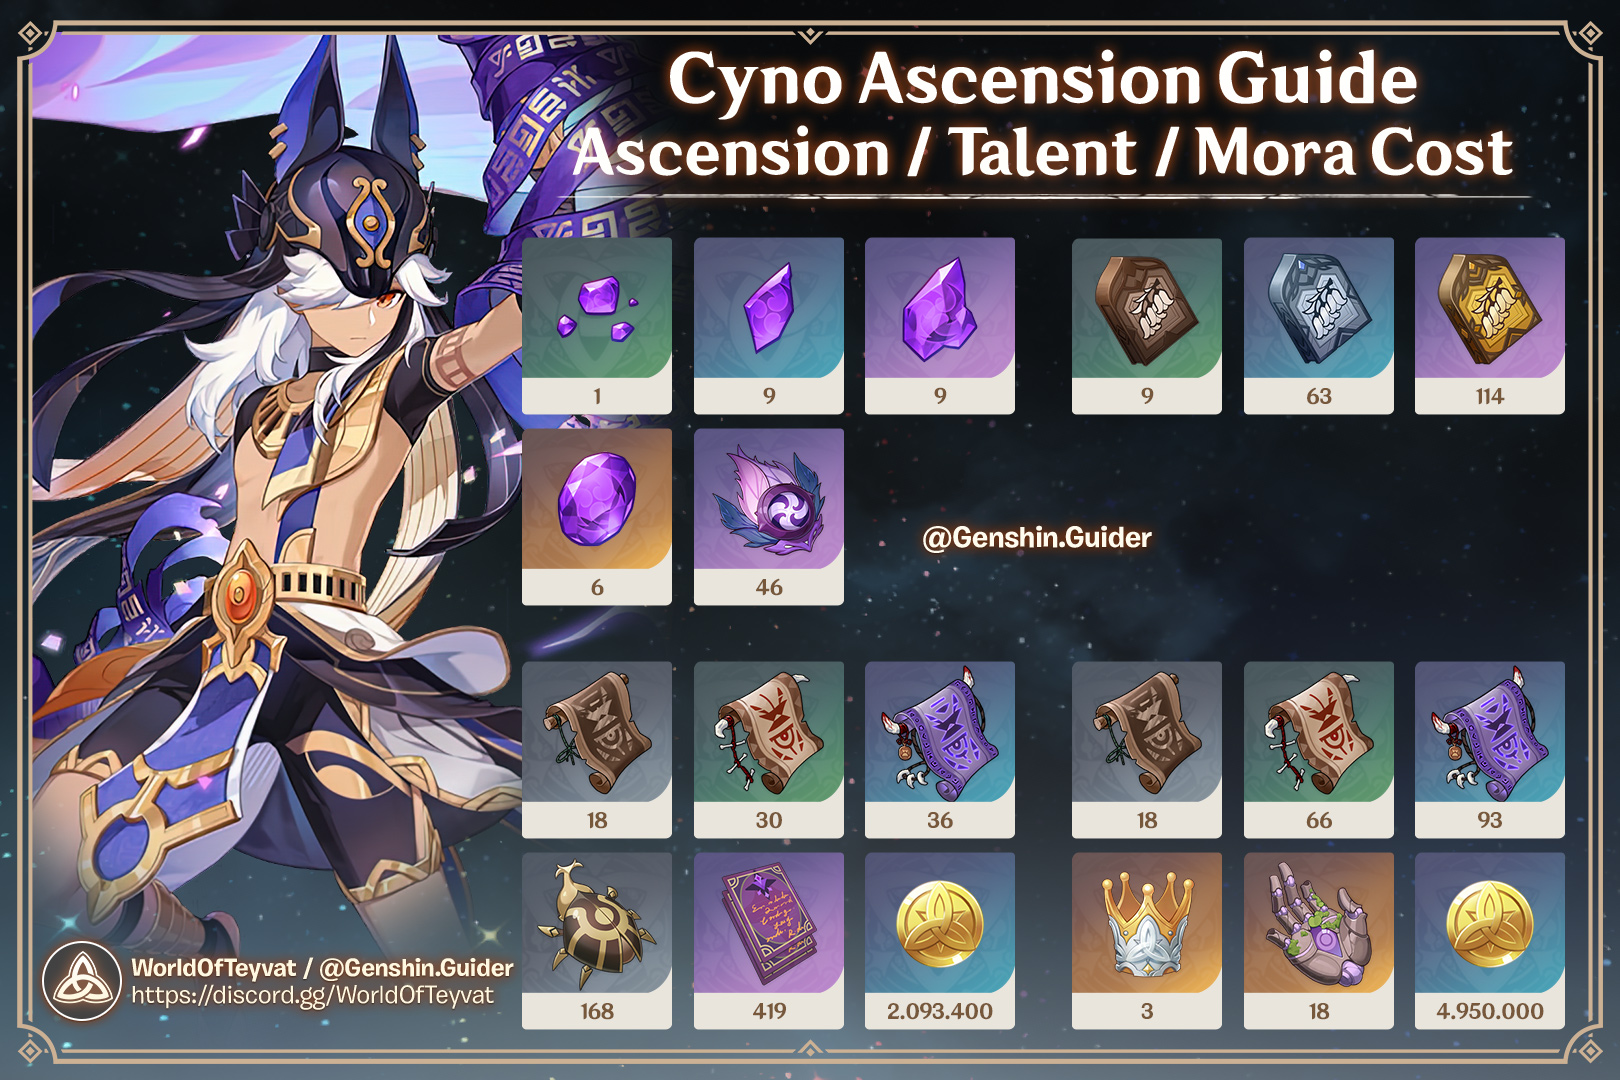 Cyno Ascension Guide
Ascension / Talent / Mora Cost
1 9 9 9 63 114
6 46
@Genshin.Guider
18 30 36 18 66 93
168 419 2.093.400 3 18 4.950.000
WorldOfTeyvat / @Genshin.Guider
https://discord.gg/WorldOfTeyvat